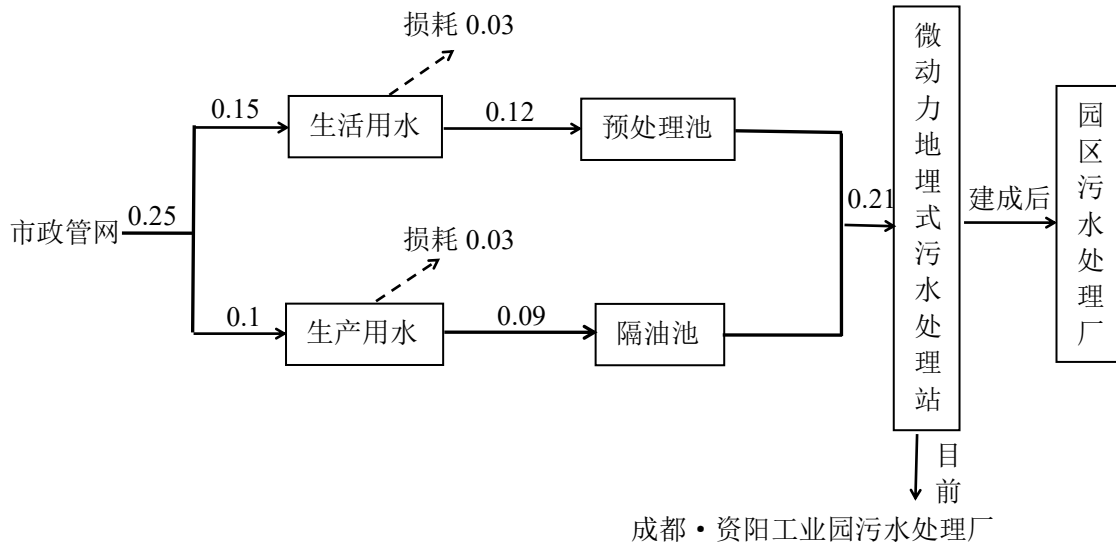 损耗 0.03
0.15
生活用水
0.12
预处理池
市政管网
0.25
损耗 0.03
0.1
生产用水
0.09
隔油池
0.21
微动力地埋式污水处理站
建成后
园区污水处理厂
目前
成都·资阳工业园污水处理厂